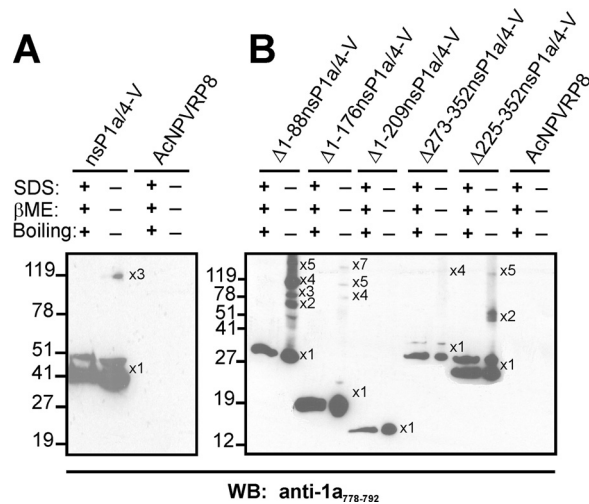 A
B
nsP1a/4-V
AcNPVRP8
Δ1-88nsP1a/4-V
Δ1-176nsP1a/4-V
Δ1-209nsP1a/4-V
Δ273-352nsP1a/4-V
Δ225-352nsP1a/4-V
AcNPVRP8
SDS: + − + − + − + − + − + − + − + −
βME: + − + − + − + − + − + − + − + −
Boiling: + − + − + − + − + − + − + − + −
119
78
51
41
27
19
x3
x1
119
78
51
41
27
19
12
x5
x4
x3
x2
x1
x7
x5
x4
x1
x1
x4
x1
x5
x2
x1
WB: anti-1a778-792